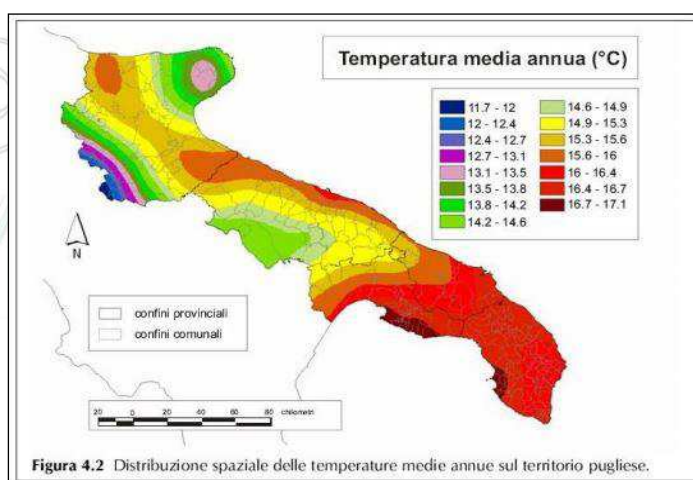 Temperatura media annua (°C)
11.7 - 12
12 - 12.4
12.4 - 12.7
12.7 - 13.1
13.1 - 13.5
13.5 - 13.8
13.8 - 14.2
14.2 - 14.6
14.6 - 14.9
14.9 - 15.3
15.3 - 15.6
15.6 - 16
16 - 16.4
16.4 - 16.7
16.7 - 17.1
N
confini provinciali
confini comunali
20 0 20 40 60 80 chilometri
Figura 4.2 Distribuzione spaziale delle temperature medie annue sul territorio pugliese.